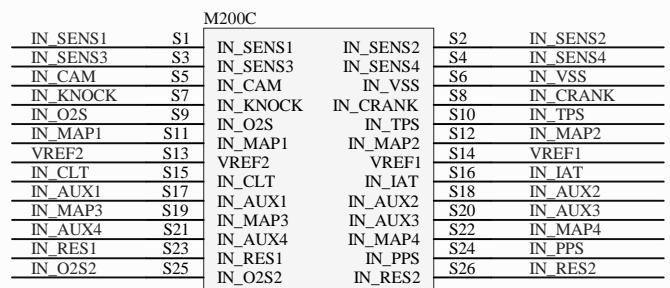 M200C
IN_SENS1 S1 IN_SENS1 IN_SENS2 S2 IN_SENS2
IN_SENS3 S3 IN_SENS3 IN_SENS4 S4 IN_SENS4
IN_CAM S5 IN_CAM IN_VSS S6 IN_VSS
IN_KNOCK S7 IN_KNOCK IN_CRANK S8 IN_CRANK
IN_O2S S9 IN_O2S IN_TPS S10 IN_TPS
IN_MAP1 S11 IN_MAP1 IN_MAP2 S12 IN_MAP2
VREF2 S13 VREF2 VREF1 S14 VREF1
IN_CLT S15 IN_CLT IN_IAT S16 IN_IAT
IN_AUX1 S17 IN_AUX1 IN_AUX2 S18 IN_AUX2
IN_MAP3 S19 IN_MAP3 IN_AUX3 S20 IN_AUX3
IN_AUX4 S21 IN_AUX4 IN_MAP4 S22 IN_MAP4
IN_RES1 S23 IN_RES1 IN_PPS S24 IN_PPS
IN_O2S2 S25 IN_O2S2 IN_RES2 S26 IN_RES2